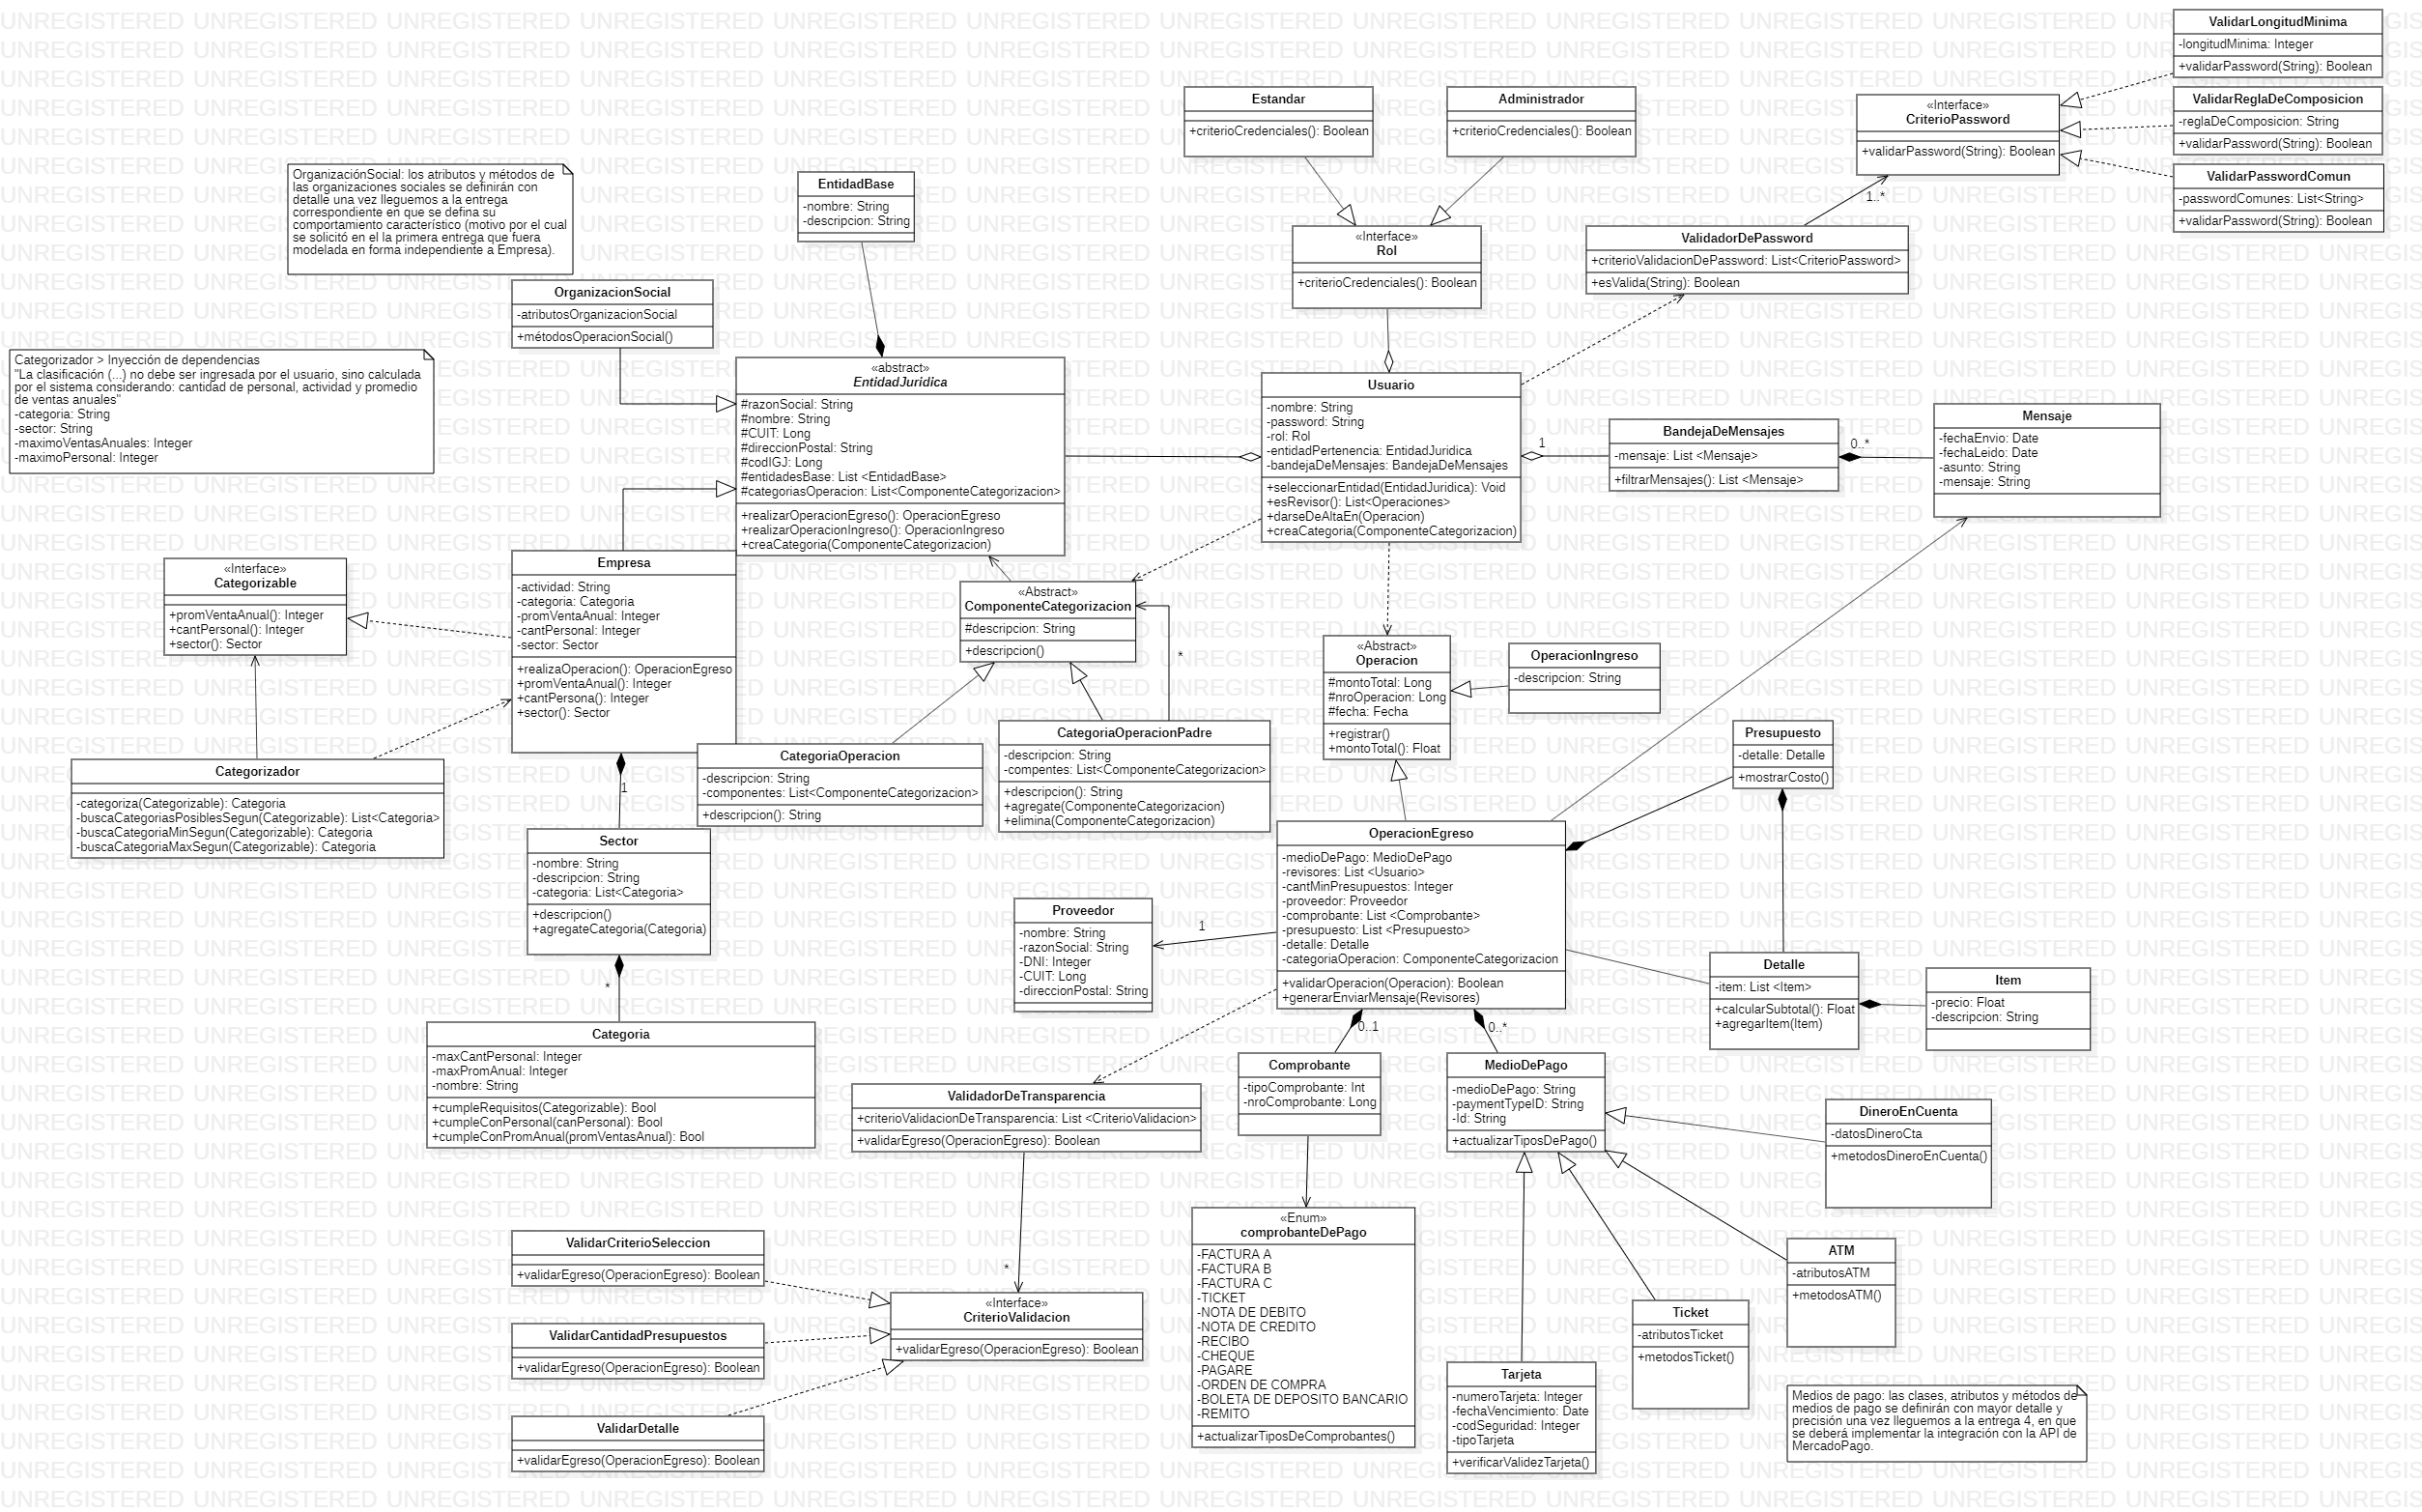 ValidarLongitudMinima
-longitudMinima: Integer
+validarPassword(String): Boolean
ValidarReglaDeComposicion
-reglaDeComposicion: String
+validarPassword(String): Boolean
ValidarPasswordComun
-passwordComunes: List<String>
+validarPassword(String): Boolean
«Interface»
CriterioPassword
+validarPassword(String): Boolean
1..*
Estandar
+criterioCredenciales(): Boolean
Administrador
+criterioCredenciales(): Boolean
«Interface»
Rol
+criterioCredenciales(): Boolean
ValidadorDePassword
+criterioValidacionDePassword: List<CriterioPassword>
+esValida(String): Boolean
OrganizaciónSocial: los atributos y métodos de
las organizaciones sociales se definirán con
detalle una vez lleguemos a la entrega
correspondiente en que se defina su
comportamiento característico (motivo por el cual
se solicitó en el la primera entrega que fuera
modelada en forma independiente a Empresa).
EntidadBase
-nombre: String
-descripcion: String
OrganizacionSocial
-atributosOrganizacionSocial
+métodosOperacionSocial()
Categorizador > Inyección de dependencias
"La clasificación (...) no debe ser ingresada por el usuario, sino calculada
por el sistema considerando: cantidad de personal, actividad y promedio
de ventas anuales"
-categoria: String
-sector: String
-maximoVentasAnuales: Integer
-maximoPersonal: Integer
«abstract»
EntidadJuridica
#razonSocial: String
#nombre: String
#CUIT: Long
#direccionPostal: String
#codIGJ: Long
#entidadesBase: List <EntidadBase>
#categoriasOperacion: List<ComponenteCategorizacion>
+realizarOperacionEgreso(): OperacionEgreso
+realizarOperacionIngreso(): OperacionIngreso
+creaCategoria(ComponenteCategorizacion)
Usuario
-nombre: String
-password: String
-rol: Rol
-entidadPertenencia: EntidadJuridica
-bandejaDeMensajes: BandejaDeMensajes
+seleccionarEntidad(EntidadJuridica): Void
+esRevisor(): List<Operaciones>
+darseDeAltaEn(Operacion)
+creaCategoria(ComponenteCategorizacion)
1
BandejaDeMensajes
-mensaje: List <Mensaje>
+filtrarMensajes(): List <Mensaje>
0..*
Mensaje
-fechaEnvio: Date
-fechaLeido: Date
-asunto: String
-mensaje: String
«Interface»
Categorizable
+promVentaAnual(): Integer
+cantPersonal(): Integer
+sector(): Sector
Empresa
-actividad: String
-categoria: Categoria
-promVentaAnual: Integer
-cantPersonal: Integer
-sector: Sector
+realizaOperacion(): OperacionEgreso
+promVentaAnual(): Integer
+cantPersona(): Integer
+sector(): Sector
«Abstract»
ComponenteCategorizacion
#descripcion: String
+descripcion()
*
«Abstract»
Operacion
#montoTotal: Long
#nroOperacion: Long
#fecha: Fecha
+registrar()
+montoTotal(): Float
OperacionIngreso
-descripcion: String
Categorizador
-categoriza(Categorizable): Categoria
-buscaCategoriasPosiblesSegun(Categorizable): List<Categoria>
-buscaCategoriaMinSegun(Categorizable): Categoria
-buscaCategoriaMaxSegun(Categorizable): Categoria
CategoriaOperacion
-descripcion: String
-componentes: List<ComponenteCategorizacion>
+descripcion(): String
CategoriaOperacionPadre
-descripcion: String
-compentes: List<ComponenteCategorizacion>
+descripcion(): String
+agregate(ComponenteCategorizacion)
+elimina(ComponenteCategorizacion)
Presupuesto
-detalle: Detalle
+mostrarCosto()
1
Sector
-nombre: String
-descripcion: String
-categoria: List<Categoria>
+descripcion()
+agregateCategoria(Categoria)
*
OperacionEgreso
-medioDePago: MedioDePago
-revisores: List <Usuario>
-cantMinPresupuestos: Integer
-proveedor: Proveedor
-comprobante: List <Comprobante>
-presupuesto: List <Presupuesto>
-detalle: Detalle
-categoriaOperacion: ComponenteCategorizacion
+validarOperacion(Operacion): Boolean
+generarEnviarMensaje(Revisores)
Proveedor
-nombre: String
-razonSocial: String
-DNI: Integer
-CUIT: Long
-direccionPostal: String
1
Detalle
-item: List <Item>
+calcularSubtotal(): Float
+agregarItem(Item)
Item
-precio: Float
-descripcion: String
Categoria
-maxCantPersonal: Integer
-maxPromAnual: Integer
-nombre: String
+cumpleRequisitos(Categorizable): Bool
+cumpleConPersonal(canPersonal): Bool
+cumpleConPromAnual(promVentasAnual): Bool
0..1
0..*
Comprobante
-tipoComprobante: Int
-nroComprobante: Long
MedioDePago
-medioDePago: String
-paymentTypeID: String
-Id: String
+actualizarTiposDePago()
ValidadorDeTransparencia
+criterioValidacionDeTransparencia: List <CriterioValidacion>
+validarEgreso(OperacionEgreso): Boolean
DineroEnCuenta
-datosDineroCta
+metodosDineroEnCuenta()
«Enum»
comprobanteDePago
-FACTURA A
-FACTURA B
-FACTURA C
-TICKET
-NOTA DE DEBITO
-NOTA DE CREDITO
-RECIBO
-CHEQUE
-PAGARE
-ORDEN DE COMPRA
-BOLETA DE DEPOSITO BANCARIO
-REMITO
+actualizarTiposDeComprobantes()
ValidarCriterioSeleccion
+validarEgreso(OperacionEgreso): Boolean
*
«Interface»
CriterioValidacion
+validarEgreso(OperacionEgreso): Boolean
ValidarCantidadPresupuestos
+validarEgreso(OperacionEgreso): Boolean
ValidarDetalle
+validarEgreso(OperacionEgreso): Boolean
ATM
-atributosATM
+metodosATM()
Ticket
-atributosTicket
+metodosTicket()
Tarjeta
-numeroTarjeta: Integer
-fechaVencimiento: Date
-codSeguridad: Integer
-tipoTarjeta
+verificarValidezTarjeta()
Medios de pago: las clases, atributos y métodos de
medios de pago se definirán con mayor detalle y
precisión una vez lleguemos a la entrega 4, en que
se deberá implementar la integración con la API de
MercadoPago.
UNREGISTERED